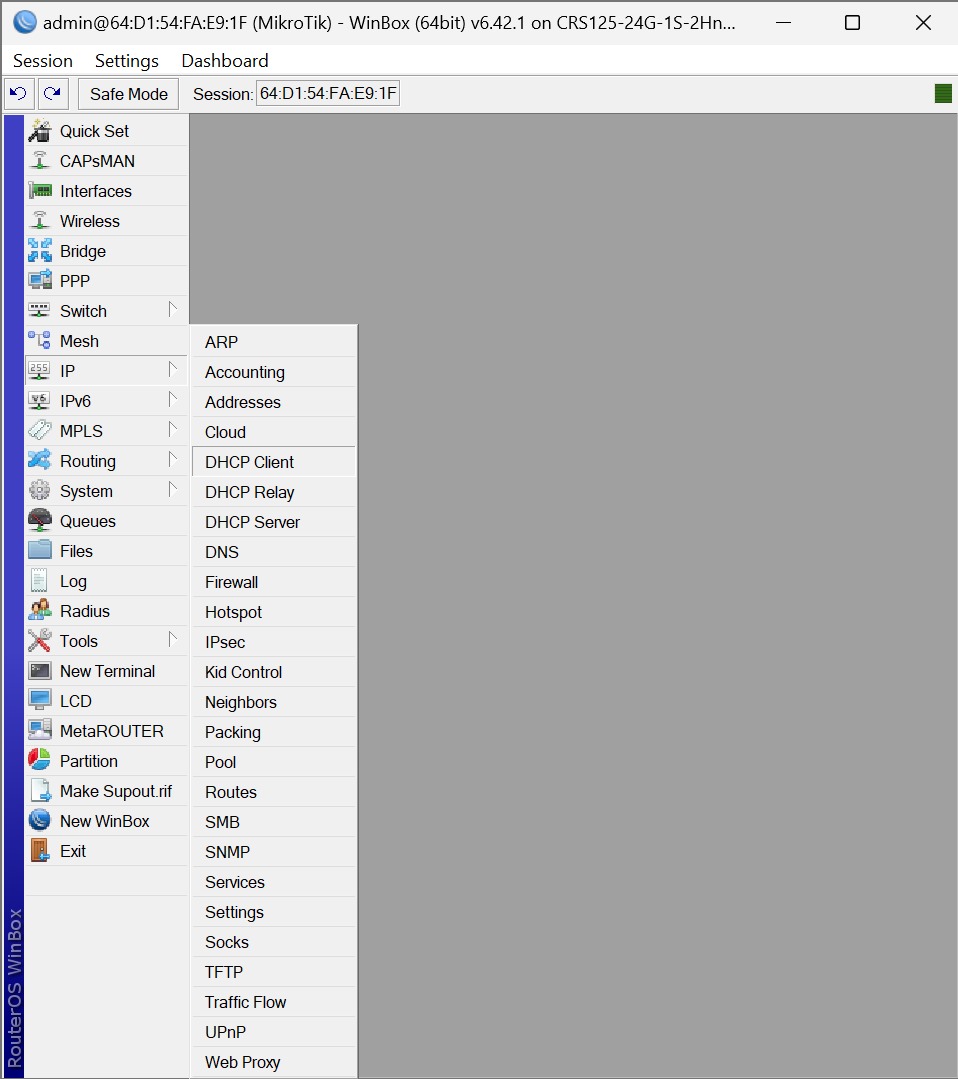 admin@64:D1:54:FA:E9:1F (MikroTik) - WinBox (64bit) v6.42.1 on CRS125-24G-1S-2Hn...
Session Settings Dashboard
Safe Mode Session: 64:D1:54:FA:E9:1F
Quick Set
CAPsMAN
Interfaces
Wireless
Bridge
PPP
Switch
Mesh
IP
IPv6
MPLS
Routing
System
Queues
Files
Log
Radius
Tools
New Terminal
LCD
MetaROUTER
Partition
Make Supout.rif
New WinBox
Exit
ARP
Accounting
Addresses
Cloud
DHCP Client
DHCP Relay
DHCP Server
DNS
Firewall
Hotspot
IPsec
Kid Control
Neighbors
Packing
Pool
Routes
SMB
SNMP
Services
Settings
Socks
TFTP
Traffic Flow
UPnP
Web Proxy
RouterOS WinBox
255
v6